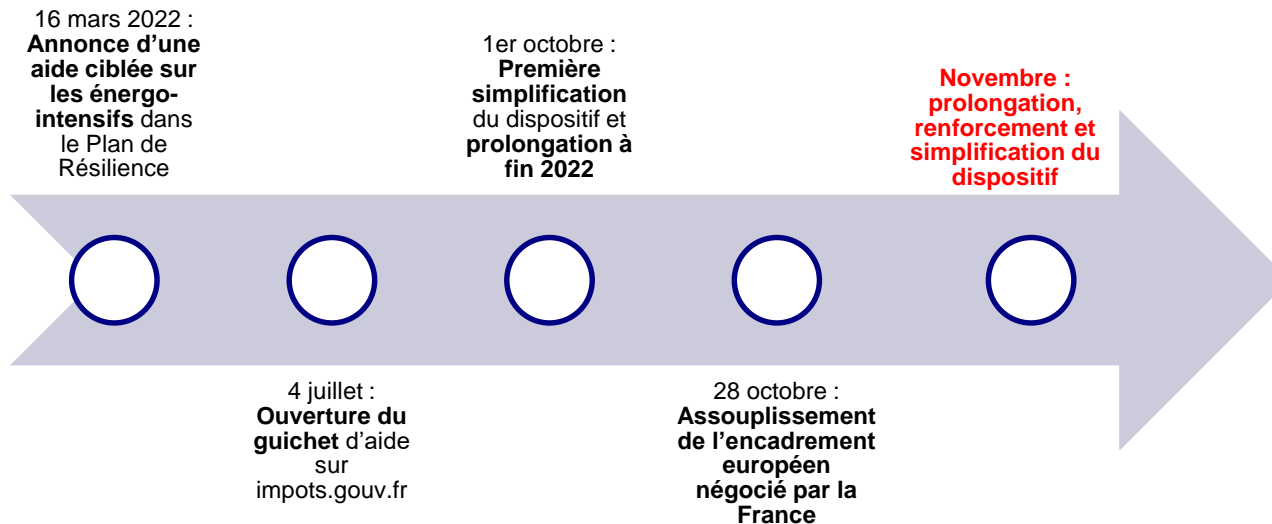 16 mars 2022 :
Annonce d’une
aide ciblée sur
les énergo-
intensifs dans
le Plan de
Résilience
4 juillet :
Ouverture du
guichet d’aide
sur
impots.gouv.fr
1er octobre :
Première
simplification
du dispositif et
prolongation à
fin 2022
28 octobre :
Assouplissement
de l’encadrement
européen
négocié par la
France
Novembre :
prolongation,
renforcement et
simplification du
dispositif